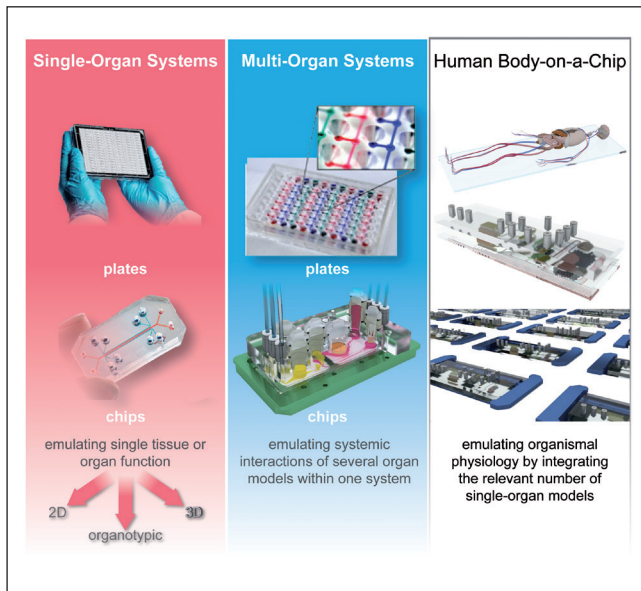 Single-Organ Systems
plates
chips
emulating single tissue or
organ function
2D
organotypic
3D
Multi-Organ Systems
plates
chips
emulating systemic
interactions of several organ
models within one system
Human Body-on-a-Chip
emulating organismal
physiology by integrating
the relevant number of
single-organ models